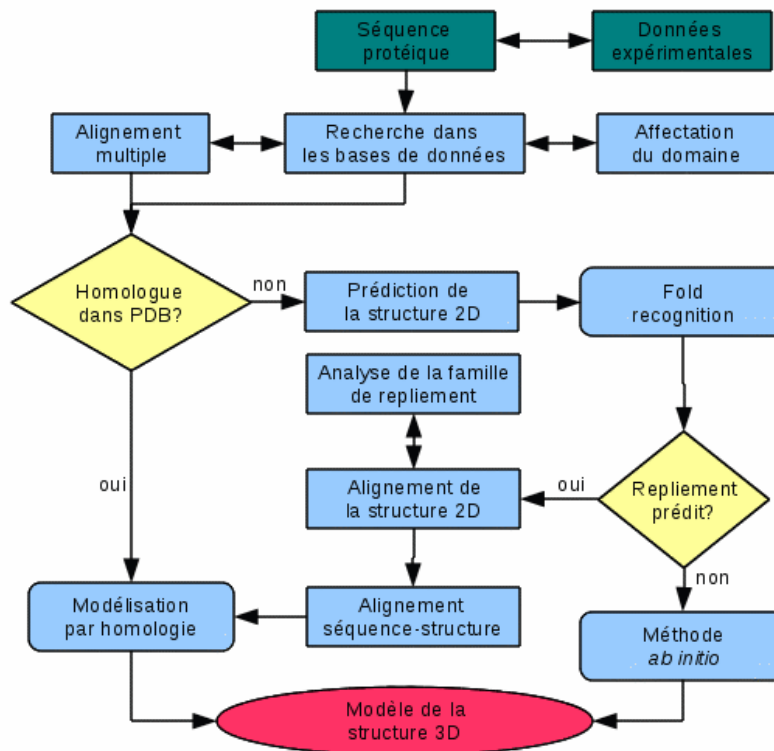 Séquence
protéique
Données
expérimentales
Alignement
multiple
Recherche dans
les bases de données
Affectation
du domaine
Homologue
dans PDB?
non
Prédiction de
la structure 2D
Fold
recognition
Analyse de la famille
de repliement
oui
Alignement de
la structure 2D
oui
Repliement
prédit?
non
Modélisation
par homologie
Alignement
séquence-structure
Méthode
ab initio
Modèle de la
structure 3D